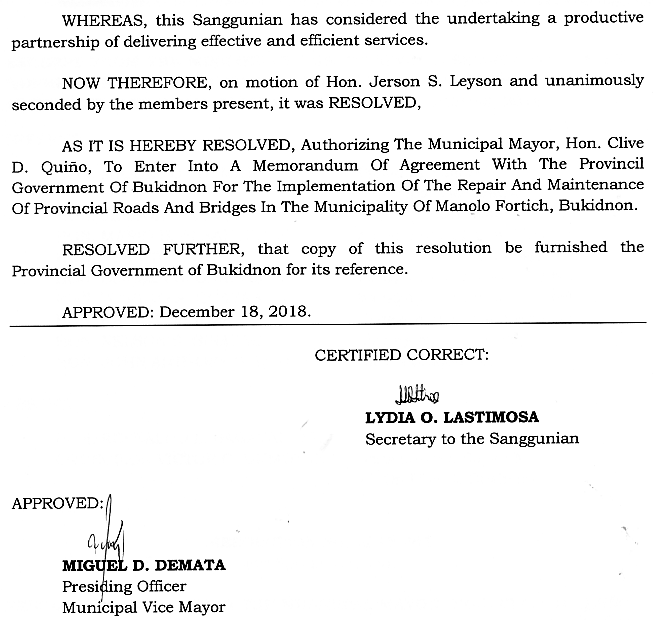 WHEREAS, this Sanggunian has considered the undertaking a productive
partnership of delivering effective and efficient services.
NOW THEREFORE, on motion of Hon. Jerson S. Leyson and unanimously
seconded by the members present, it was RESOLVED,
AS IT IS HEREBY RESOLVED, Authorizing The Municipal Mayor, Hon. Clive
D. Quiño, To Enter Into A Memorandum Of Agreement With The Provincil
Government Of Bukidnon For The Implementation Of The Repair And Maintenance
Of Provincial Roads And Bridges In The Municipality Of Manolo Fortich, Bukidnon.
RESOLVED FURTHER, that copy of this resolution be furnished the
Provincial Government of Bukidnon for its reference.
APPROVED: December 18, 2018.
CERTIFIED CORRECT:
LYDIA O. LASTIMOSA
Secretary to the Sanggunian
APPROVED:
MIGUEL D. DEMATA
Presiding Officer
Municipal Vice Mayor